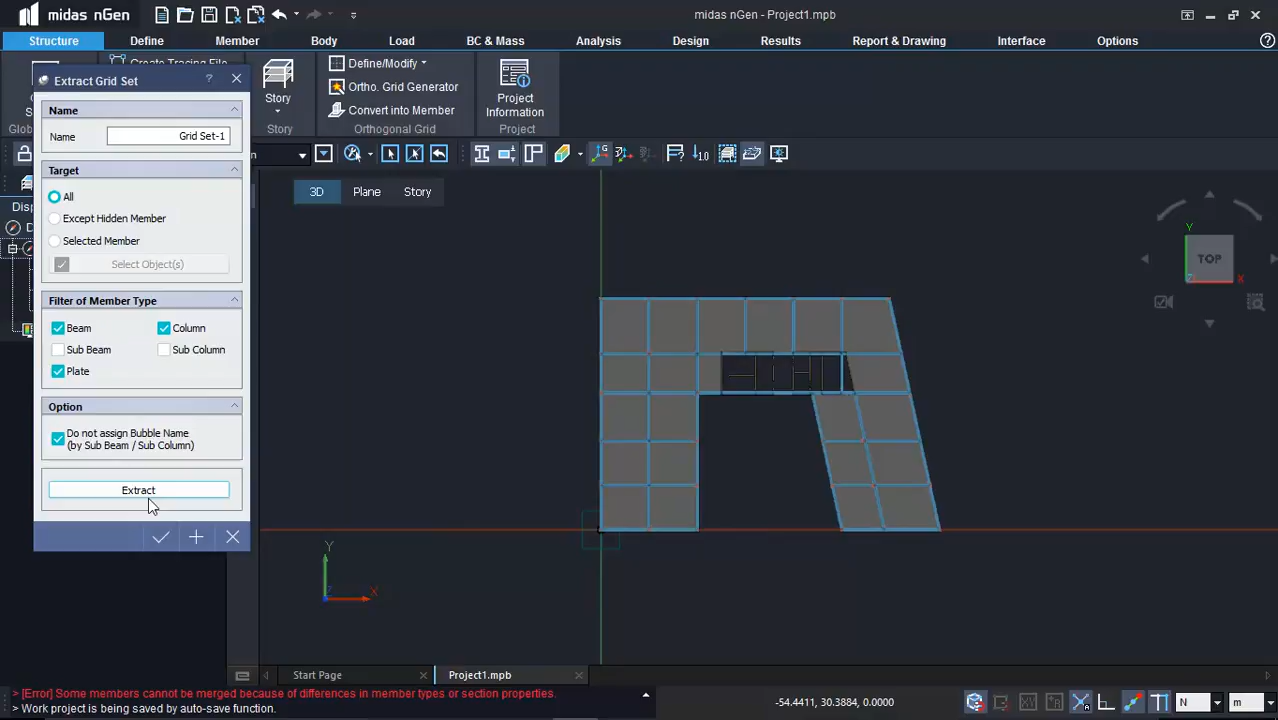 midas nGen
midas nGen - Project1.mpb
Structure
Define
Member
Body
Load
BC & Mass
Analysis
Design
Results
Report & Drawing
Interface
Options
Create Tracing File
Define/Modify
Ortho. Grid Generator
Convert into Member
Story
Project
Information
Story
Orthogonal Grid
Project
Extract Grid Set
Name
Name
Grid Set-1
Target
All
Except Hidden Member
Selected Member
Select Object(s)
Filter of Member Type
Beam
Column
Sub Beam
Sub Column
Plate
Option
Do not assign Bubble Name
(by Sub Beam / Sub Column)
Extract
3D
Plane
Story
Y
TOP
Z
X
Y
Z
X
Start Page
Project1.mpb
> [Error] Some members cannot be merged because of differences in member types or section properties.
> Work project is being saved by auto-save function.
-54.4411, 30.3884, 0.0000
N
m